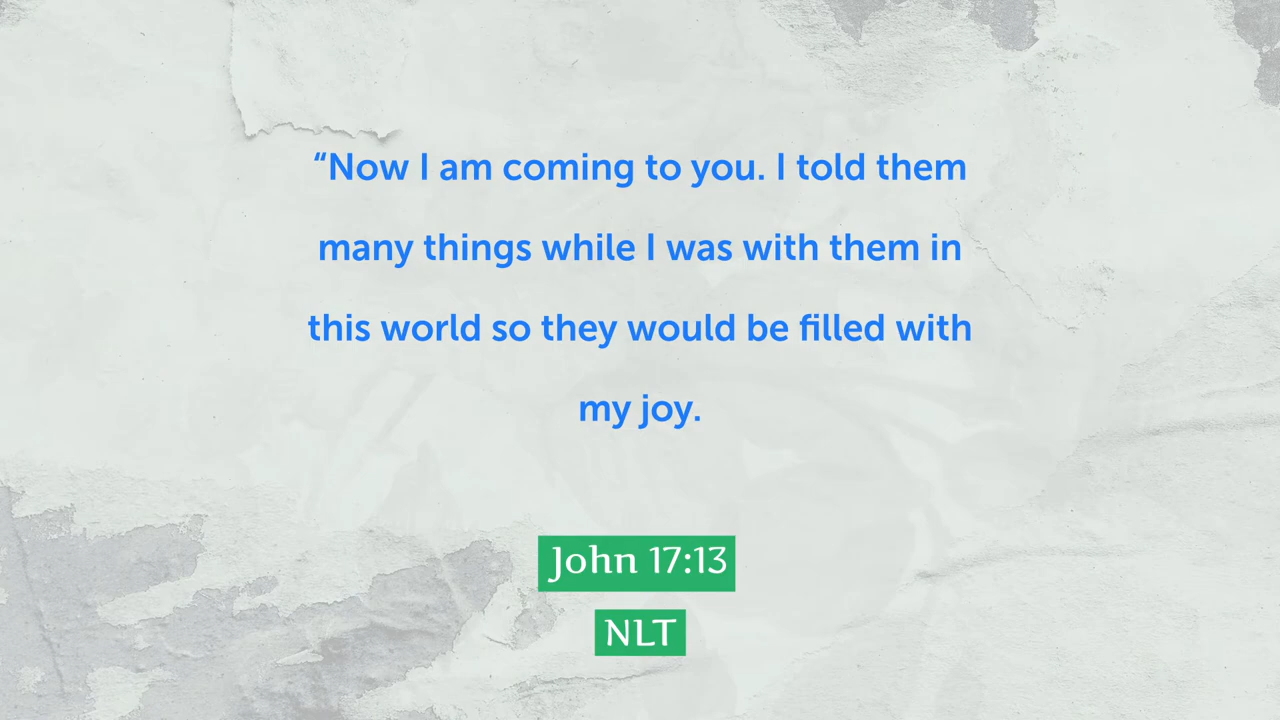 “Now I am coming to you. I told them
many things while I was with them in
this world so they would be filled with
my joy.
John 17:13
NLT